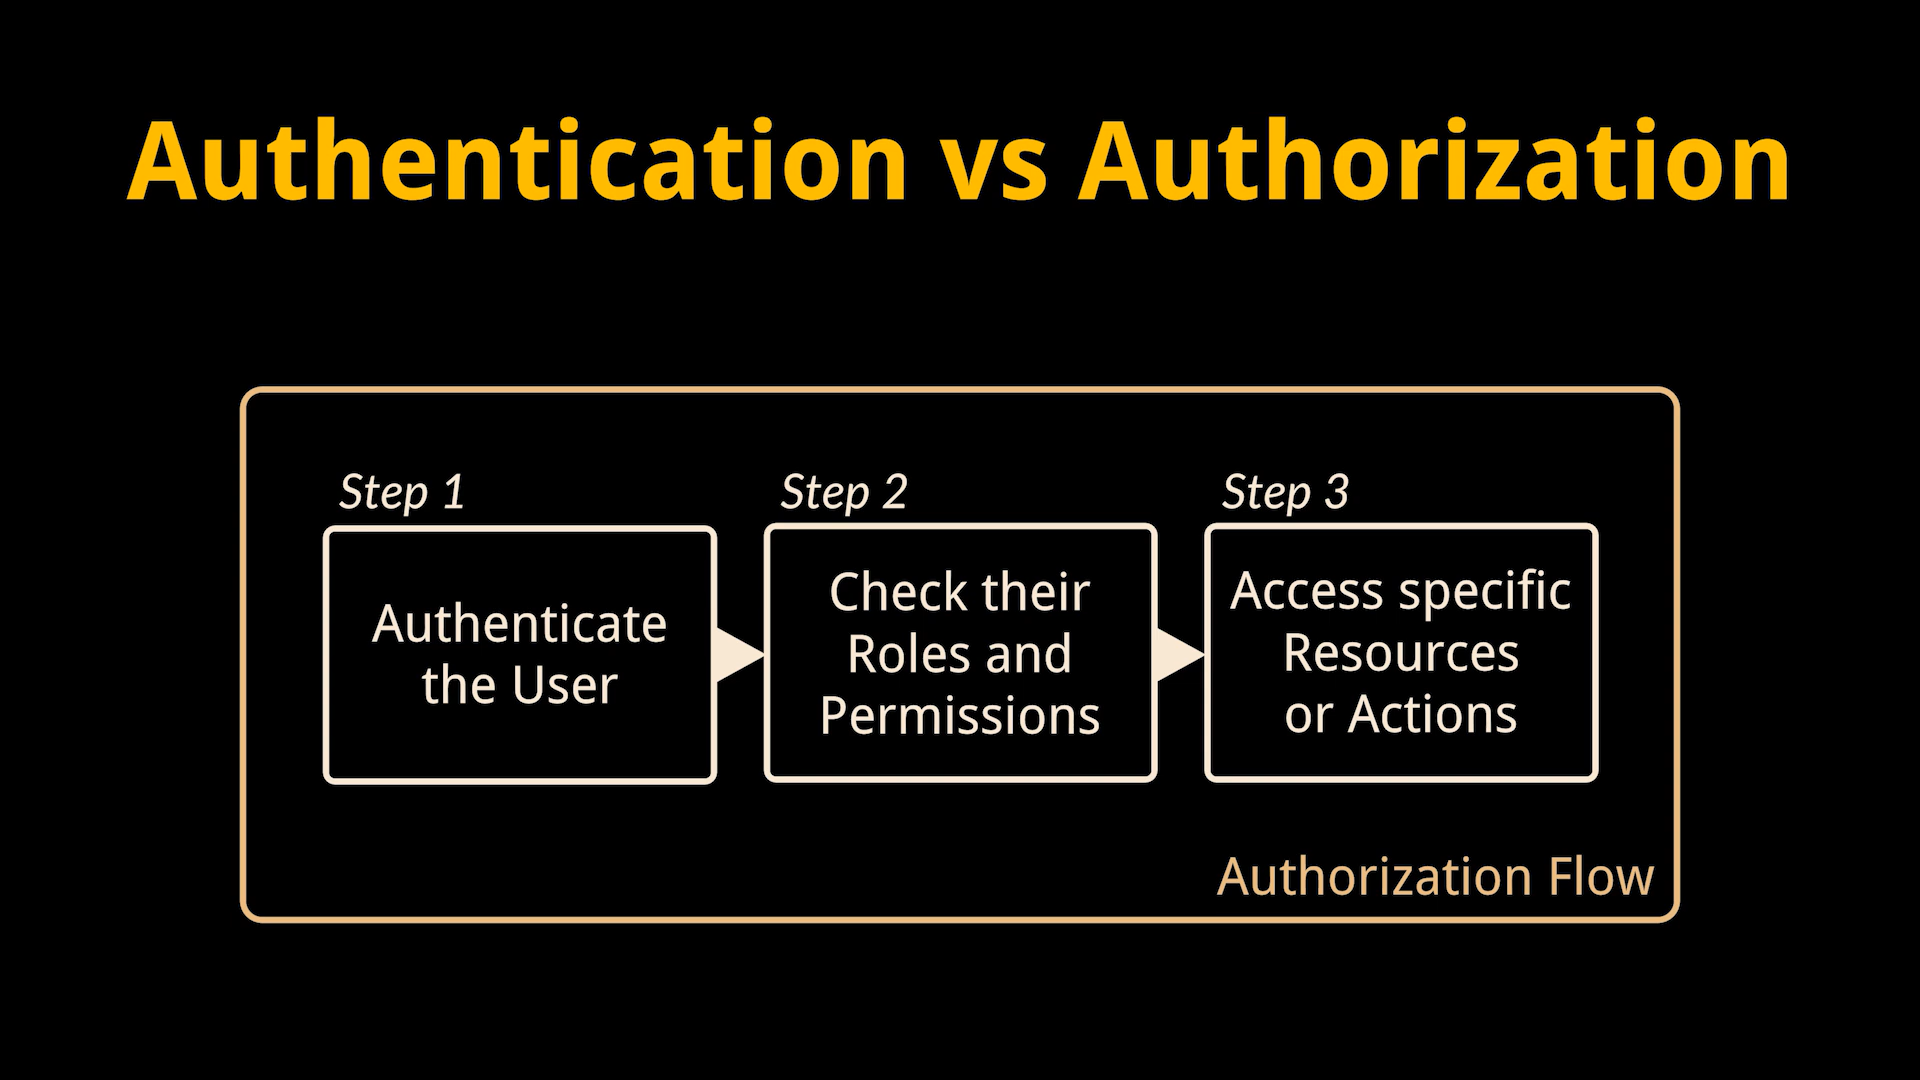 Authentication vs Authorization
Step 1
Authenticate
the User
Step 2
Check their
Roles and
Permissions
Step 3
Access specific
Resources
or Actions
Authorization Flow